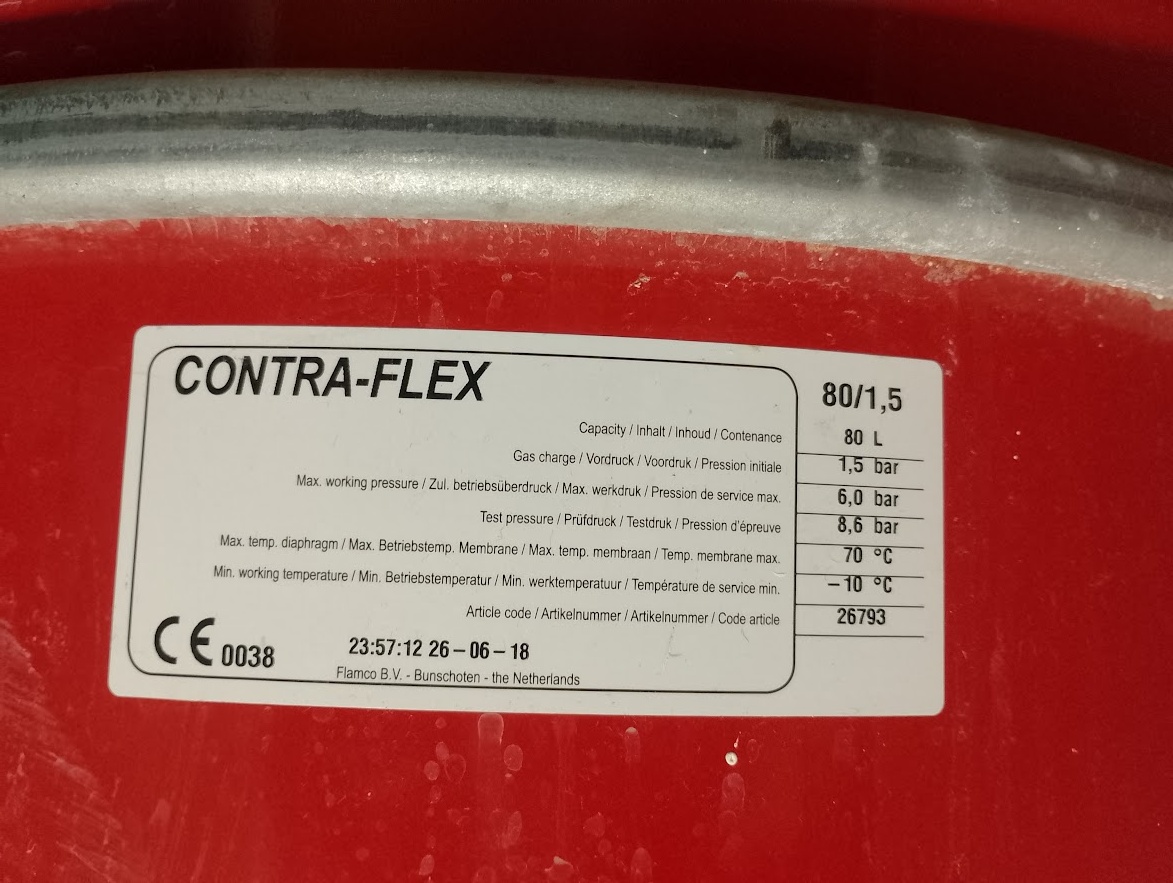 CONTRA-FLEX 80/1,5
Capacity / Inhalt / Inhoud / Contenance 80 L
Gas charge / Vordruck / Voordruk / Pression initiale 1,5 bar
Max. working pressure / Zul. betriebsüberdruck / Max. werkdruk / Pression de service max. 6,0 bar
Test pressure / Prüfdruck / Testdruk / Pression d'épreuve 8,6 bar
Max. temp. diaphragm / Max. Betriebstemp. Membrane / Max. temp. membraan / Temp. membrane max. 70 °C
Min. working temperature / Min. Betriebstemperatur / Min. werktemperatuur / Température de service min. –10 °C
Article code / Artikelnummer / Artikelnummer / Code article 26793
CE 0038 23:57:12 26–06–18
Flamco B.V. - Bunschoten - the Netherlands